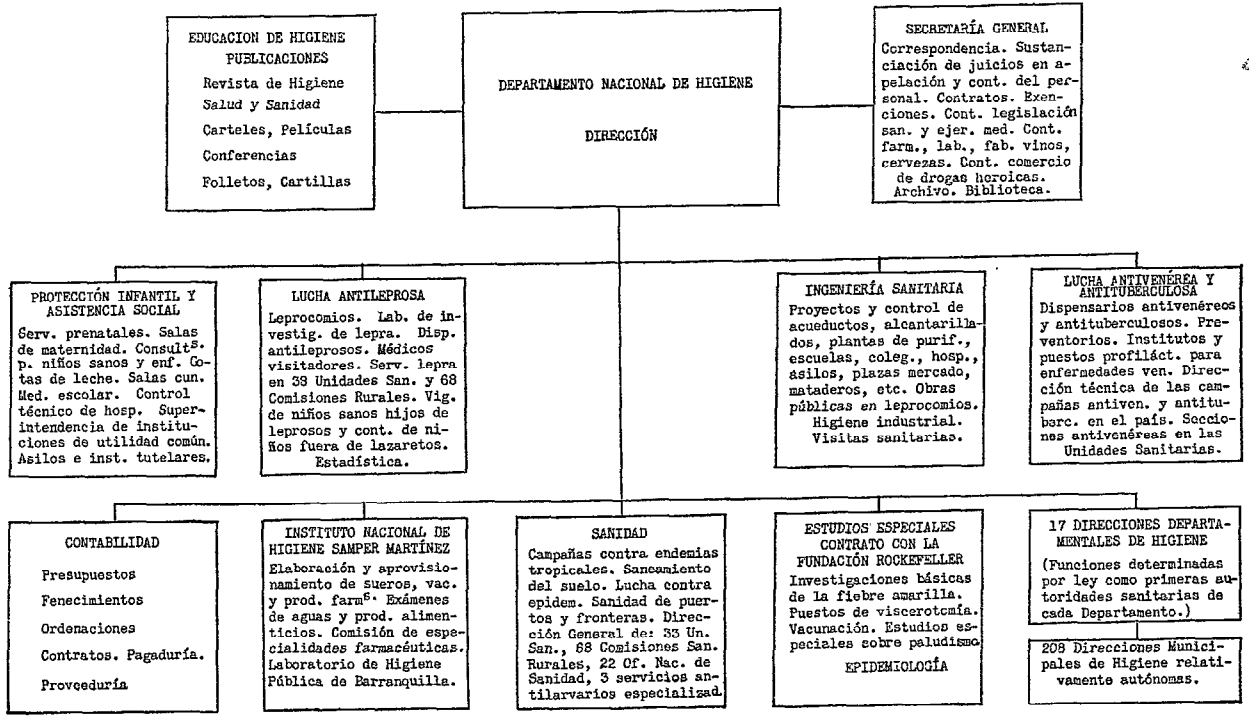 EDUCACION DE HIGIENE
PUBLICACIONES
Revista de Higiene
Salud y Sanidad
Carteles, Películas
Conferencias
Folletos, Cartillas
DEPARTAMENTO NACIONAL DE HIGIENE
DIRECCIÓN
SECRETARÍA GENERAL
Correspondencia. Sustan-
ciación de juicios en a-
pelación y cont. del per-
sonal. Contratos. Exen-
ciones. Cont. legislación
san. y ejer. med. Cont.
farm., lab., fab. vinos,
cervezas. Cont. comercio
de drogas heroicas.
Archivo. Biblioteca.
PROTECCIÓN INFANTIL Y
ASISTENCIA SOCIAL
Serv. prenatales. Salas
de maternidad. Consultˢ.
p. niños sanos y enf. Go-
tas de leche. Salas cun.
Med. escolar. Control
técnico de hosp. Super-
intendencia de institu-
ciones de utilidad común.
Asilos e inst. tutelares.
LUCHA ANTILEPROSA
Leprocomios. Lab. de in-
vestig. de lepra. Disp.
antileprosos. Médicos
visitadores. Serv. lepra
en 33 Unidades San. y 68
Comisiones Rurales. Vig.
de niños sanos hijos de
leprosos y cont. de ni-
ños fuera de lazaretos.
Estadística.
INGENIERÍA SANITARIA
Proyectos y control de
acueductos, alcantarilla-
dos, plantas de purif.,
escuelas, coleg., hosp.,
ásilos, plazas mercado,
mataderos, etc. Obras
públicas en leprocomios.
Higiene industrial.
Visitas sanitarias.
LUCHA ANTIVENÉREA Y
ANTITUBERCULOSA
Dispensarios antivenéreos
y antituberculosos. Pre-
ventorios. Institutos y
puestos profiláct. para
enfermedades ven. Direc-
ción técnica de las cam-
pañas antiven. y antitu-
berc. en el país. Seccio-
nes antivenéreas en las
Unidades Sanitarias.
CONTABILIDAD
Presupuestos
Fenecimientos
Ordenaciones
Contratos. Pagaduría.
Proveeduría
INSTITUTO NACIONAL DE
HIGIENE SAMPER MARTÍNEZ
Elaboración y aprovisio-
namiento de sueros, vac.
y prod. farmˢ. Exámenes
de aguas y prod. alimen-
ticios. Comisión de espe-
cialidades farmacéuticas.
Laboratorio de Higiene
Pública de Barranquilla.
SANIDAD
Campañas contra endemias
tropicales. Saneamiento
del suelo. Lucha contra
epidem. Sanidad de puer-
tos y fronteras. Direc-
ción General de: 33 Un.
San., 68 Comisiones San.
Rurales, 22 Of. Nac. de
Sanidad, 3 servicios an-
tilarvarios especializad.
ESTUDIOS ESPECIALES
CONTRATO CON LA
FUNDACIÓN ROCKEFELLER
Investigaciones básicas
de la fiebre amarilla.
Puestos de viscerotomía.
Vacunación. Estudios es-
peciales sobre paludismo
EPIDEMIOLOGÍA
17 DIRECCIONES DEPARTA-
MENTALES DE HIGIENE
(Funciones determinadas
por ley como primeras au-
toridades sanitarias de
cada Departamento.)
208 Direcciones Munici-
pales de Higiene relati-
vamente autónomas.